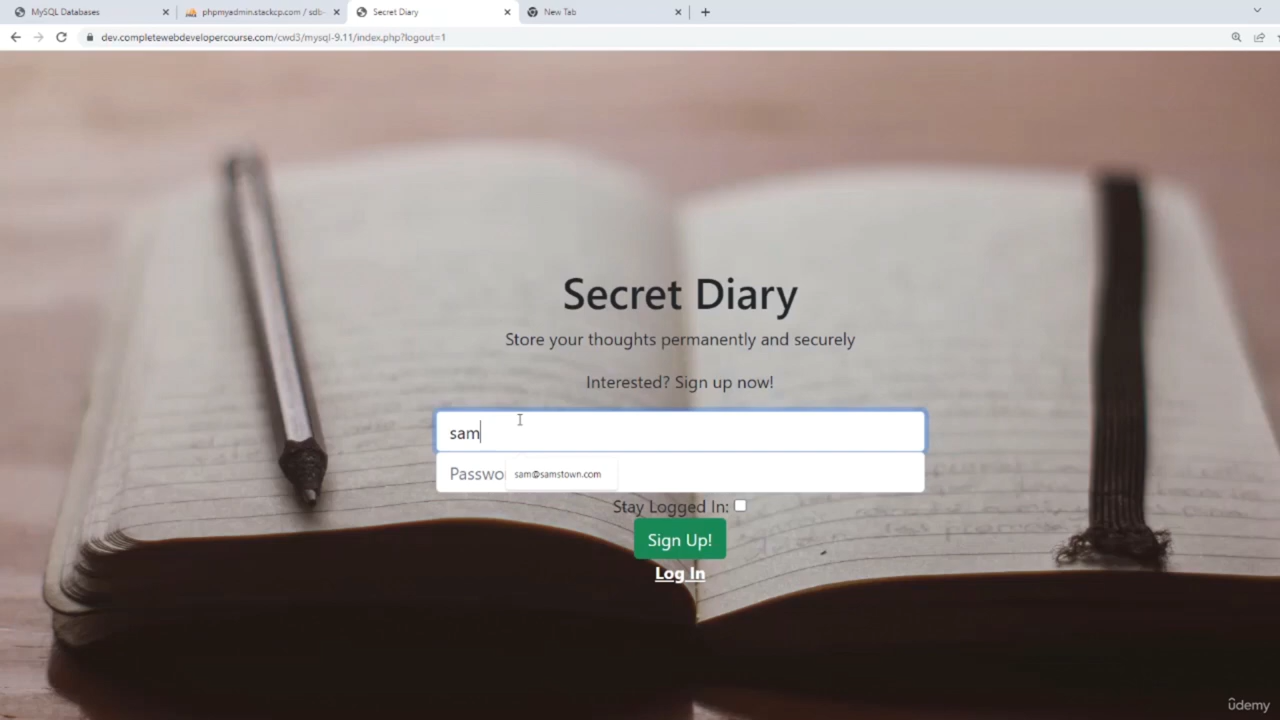 MySQL Databases
phpmyadmin.stackcp.com / sdb-
Secret Diary
New Tab
dev.completewebdevelopercourse.com/cwd3/mysql-9.11/index.php?logout=1
Secret Diary
Store your thoughts permanently and securely
Interested? Sign up now!
sam
Passwo
sam@samstown.com
Stay Logged In:
Sign Up!
Log In
ûdemy